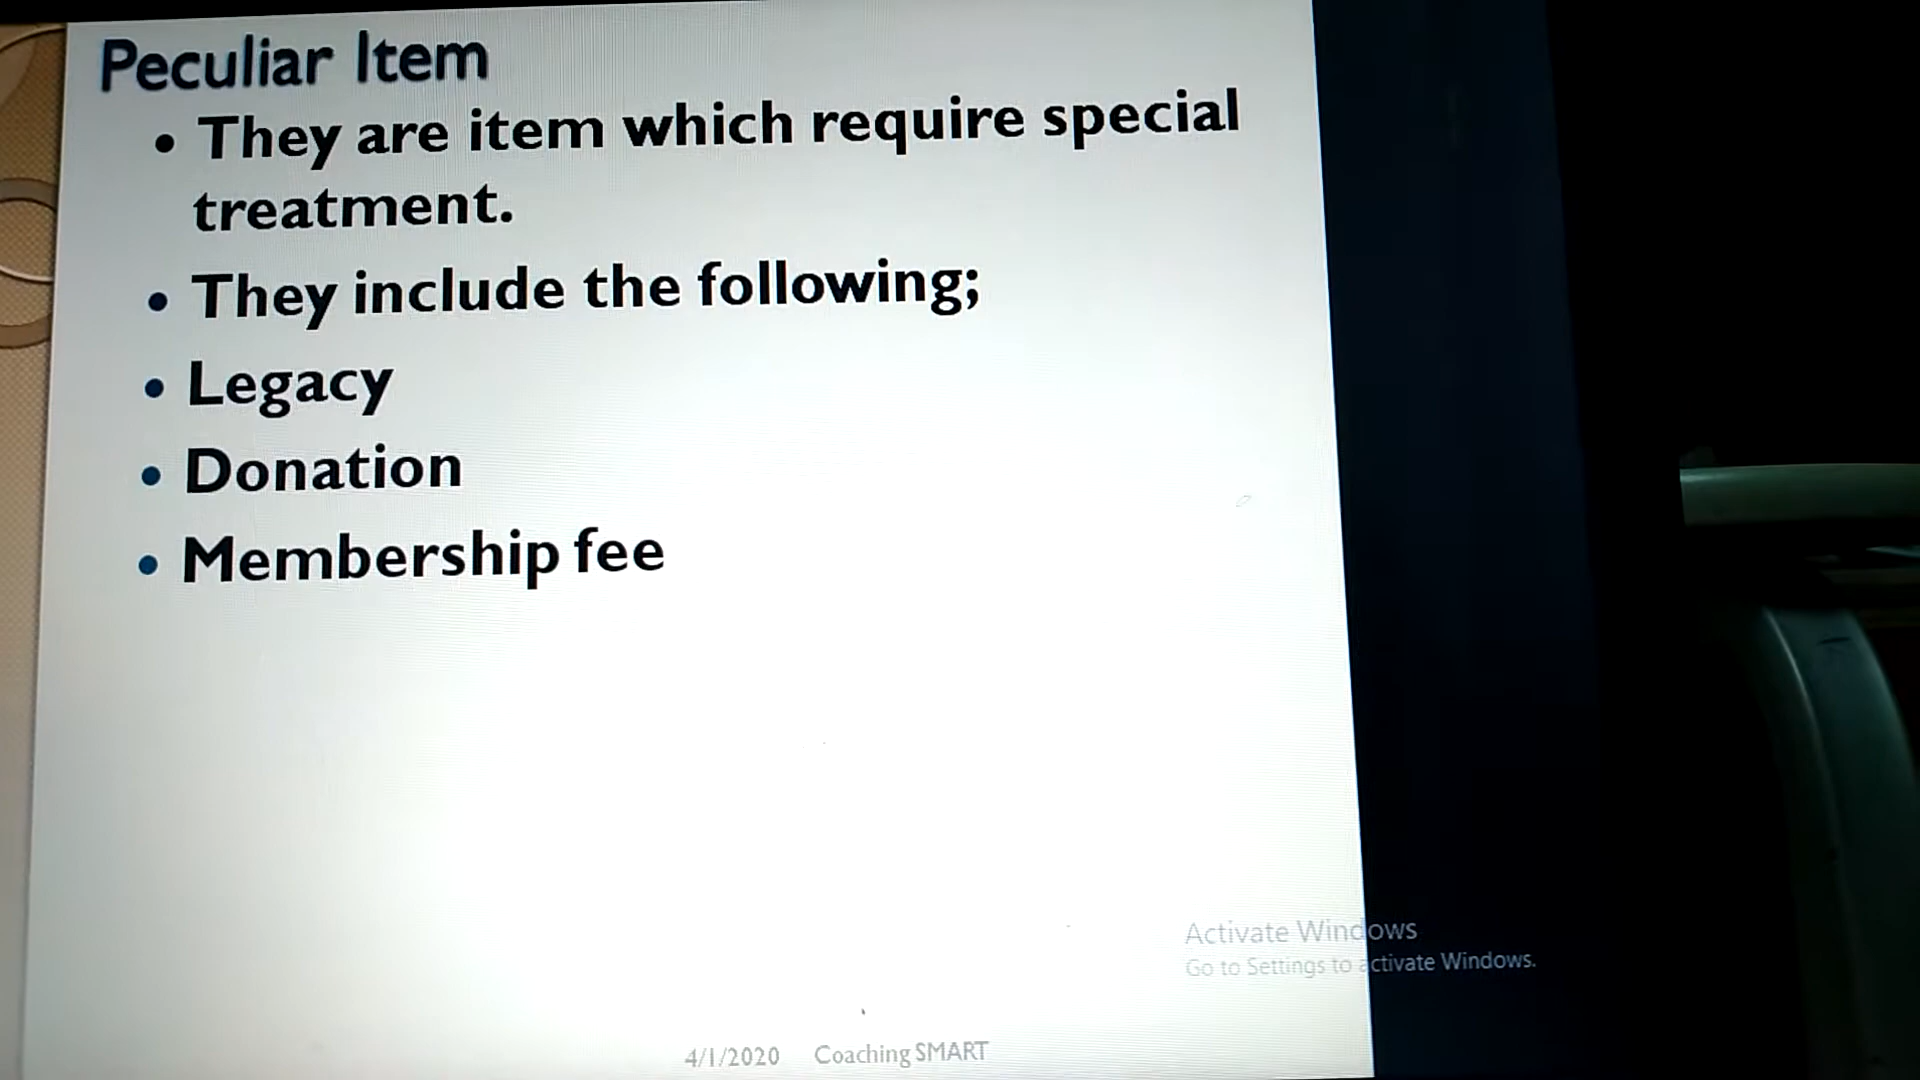 Peculiar Item
• They are item which require special
treatment.
• They include the following;
• Legacy
• Donation
• Membership fee
Activate Windows
Go to Settings to activate Windows.
4/1/2020 Coaching SMART